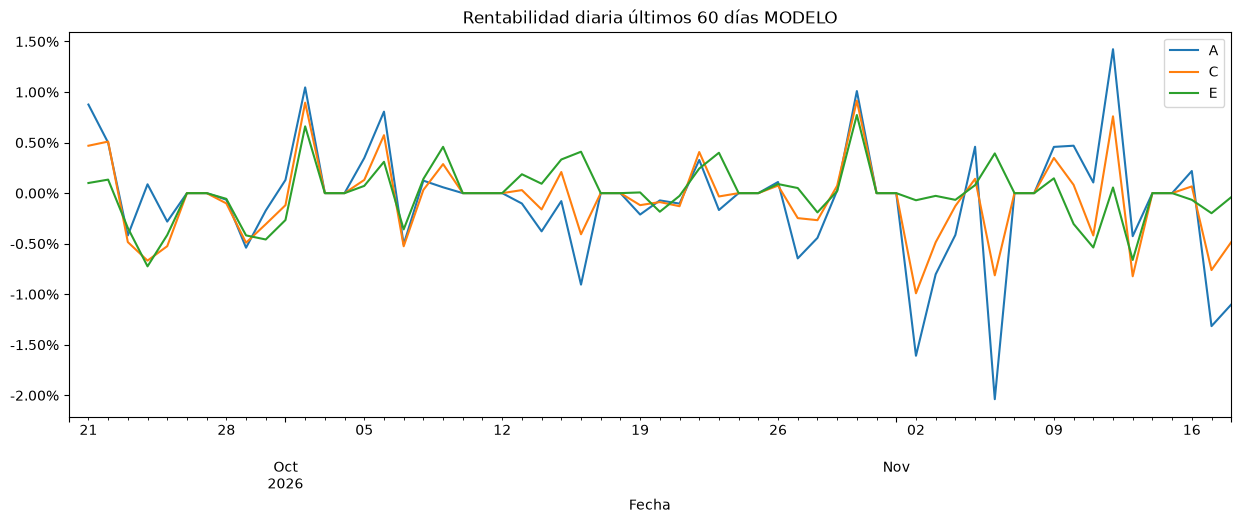 Rentabilidad diaria últimos 60 días MODELO
A
C
E
1.50%
1.00%
0.50%
0.00%
-0.50%
-1.00%
-1.50%
-2.00%
21 28 05 12 19 26 02 09 16
Oct Nov
2026
Fecha